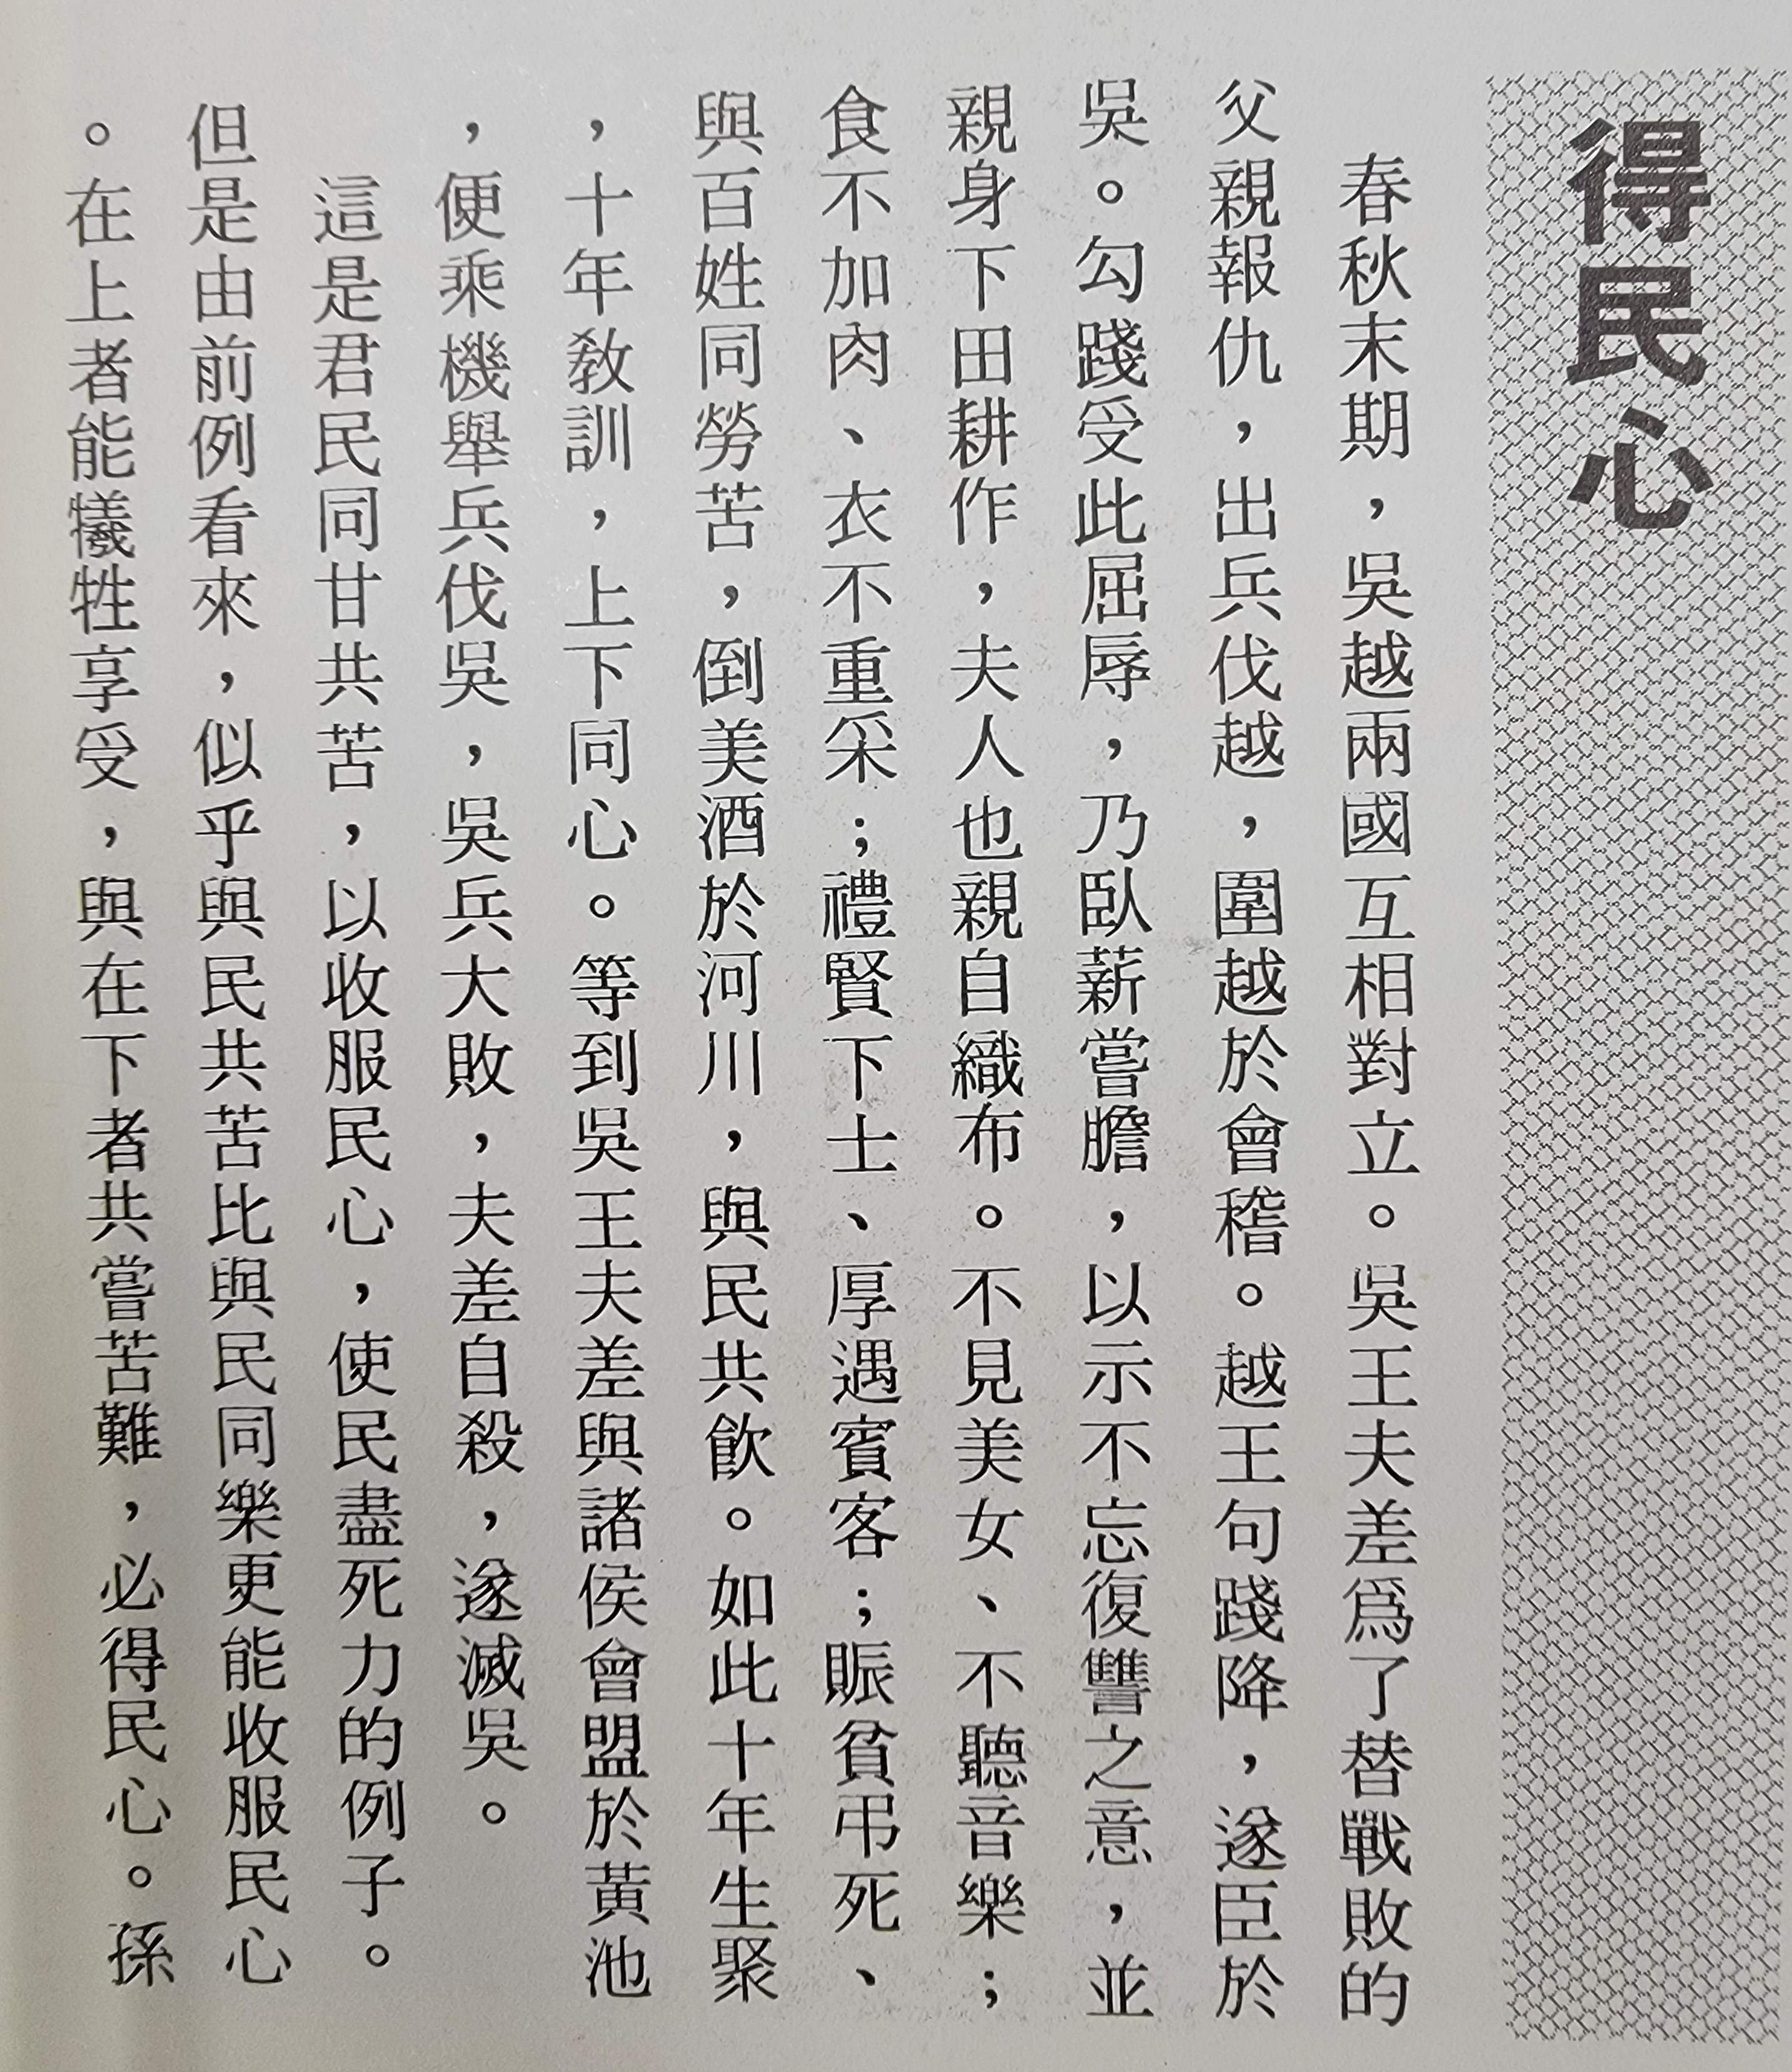 得民心
春秋末期，吳越兩國互相對立。吳王夫差爲了替戰敗的
父親報仇，出兵伐越，圍越於會稽。越王句踐降，遂臣於
吳。勾踐受此屈辱，乃臥薪嘗膽，以示不忘復讐之意，並
親身下田耕作，夫人也親自織布。不見美女、不聽音樂；
食不加肉、衣不重采；禮賢下士、厚遇賓客；賑貧弔死、
與百姓同勞苦，倒美酒於河川，與民共飲。如此十年生聚
，十年教訓，上下同心。等到吳王夫差與諸侯會盟於黃池
，便乘機舉兵伐吳，吳兵大敗，夫差自殺，遂滅吳。
這是君民同甘共苦，以收服民心，使民盡死力的例子。
但是由前例看來，似乎與民共苦比與民同樂更能收服民心
。在上者能犧牲享受，與在下者共嘗苦難，必得民心。孫